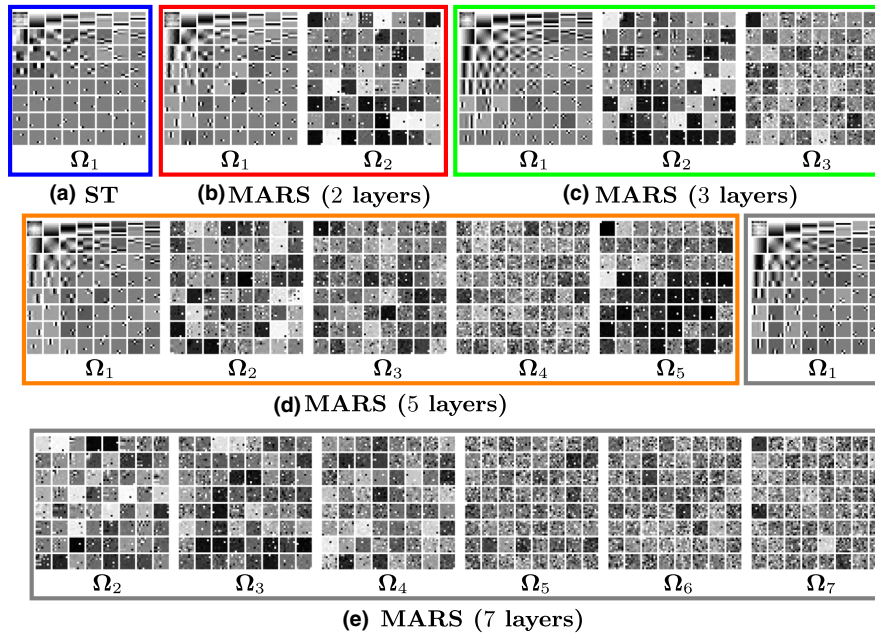 Ω₁
Ω₁ Ω₂
Ω₁ Ω₂ Ω₃
(a) ST
(b) MARS (2 layers)
(c) MARS (3 layers)
Ω₁ Ω₂ Ω₃ Ω₄ Ω₅
Ω₁
(d) MARS (5 layers)
Ω₂ Ω₃ Ω₄ Ω₅ Ω₆ Ω₇
(e) MARS (7 layers)